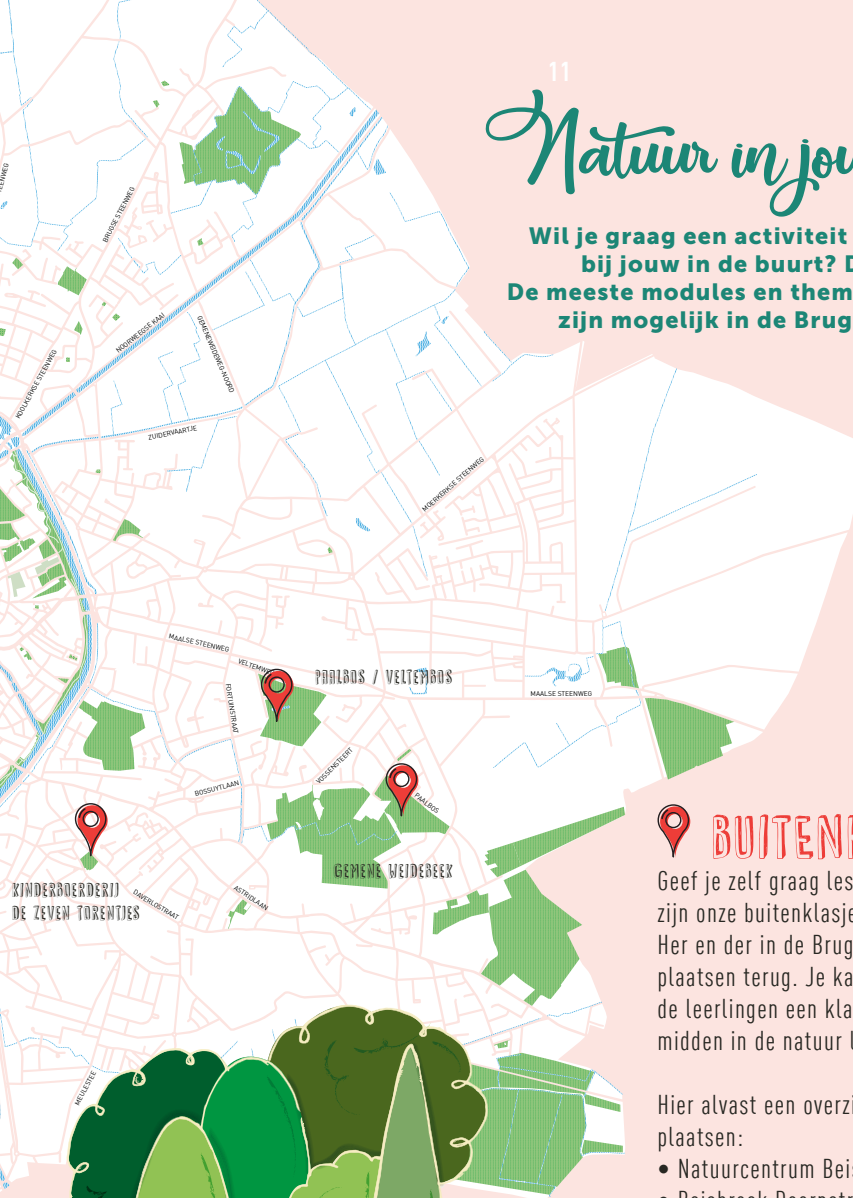 11
Natuur in jou
Wil je graag een activiteit
bij jouw in de buurt? D
De meeste modules en them
zijn mogelijk in de Brug
EENWEG
BRUGSE STEENWEG
NOORWEEGSE KAAI
GEMENEWEIDEWEG-NOORD
KOOLKERKSE STEENWEG
ZUIDERVAARTJE
MOERKERKSE STEENWEG
MAALSE STEENWEG
VELTEMW
PAALBOS / VELTEMBOS
MAALSE STEENWEG
FORTUINSTRAAT
VOSSENSTEERT
BOSSUYTLAAN
PAALBOS
GEMENE WEIDEBEEK
KINDERBOERDERIJ
DE ZEVEN TORENTJES
DAVERLOSTRAAT
ASTRIDLAAN
MEULESTEE
BUITENK
Geef je zelf graag les
zijn onze buitenklasje
Her en der in de Brug
plaatsen terug. Je ka
de leerlingen een kla
midden in de natuur
Hier alvast een overzi
plaatsen:
• Natuurcentrum Beis